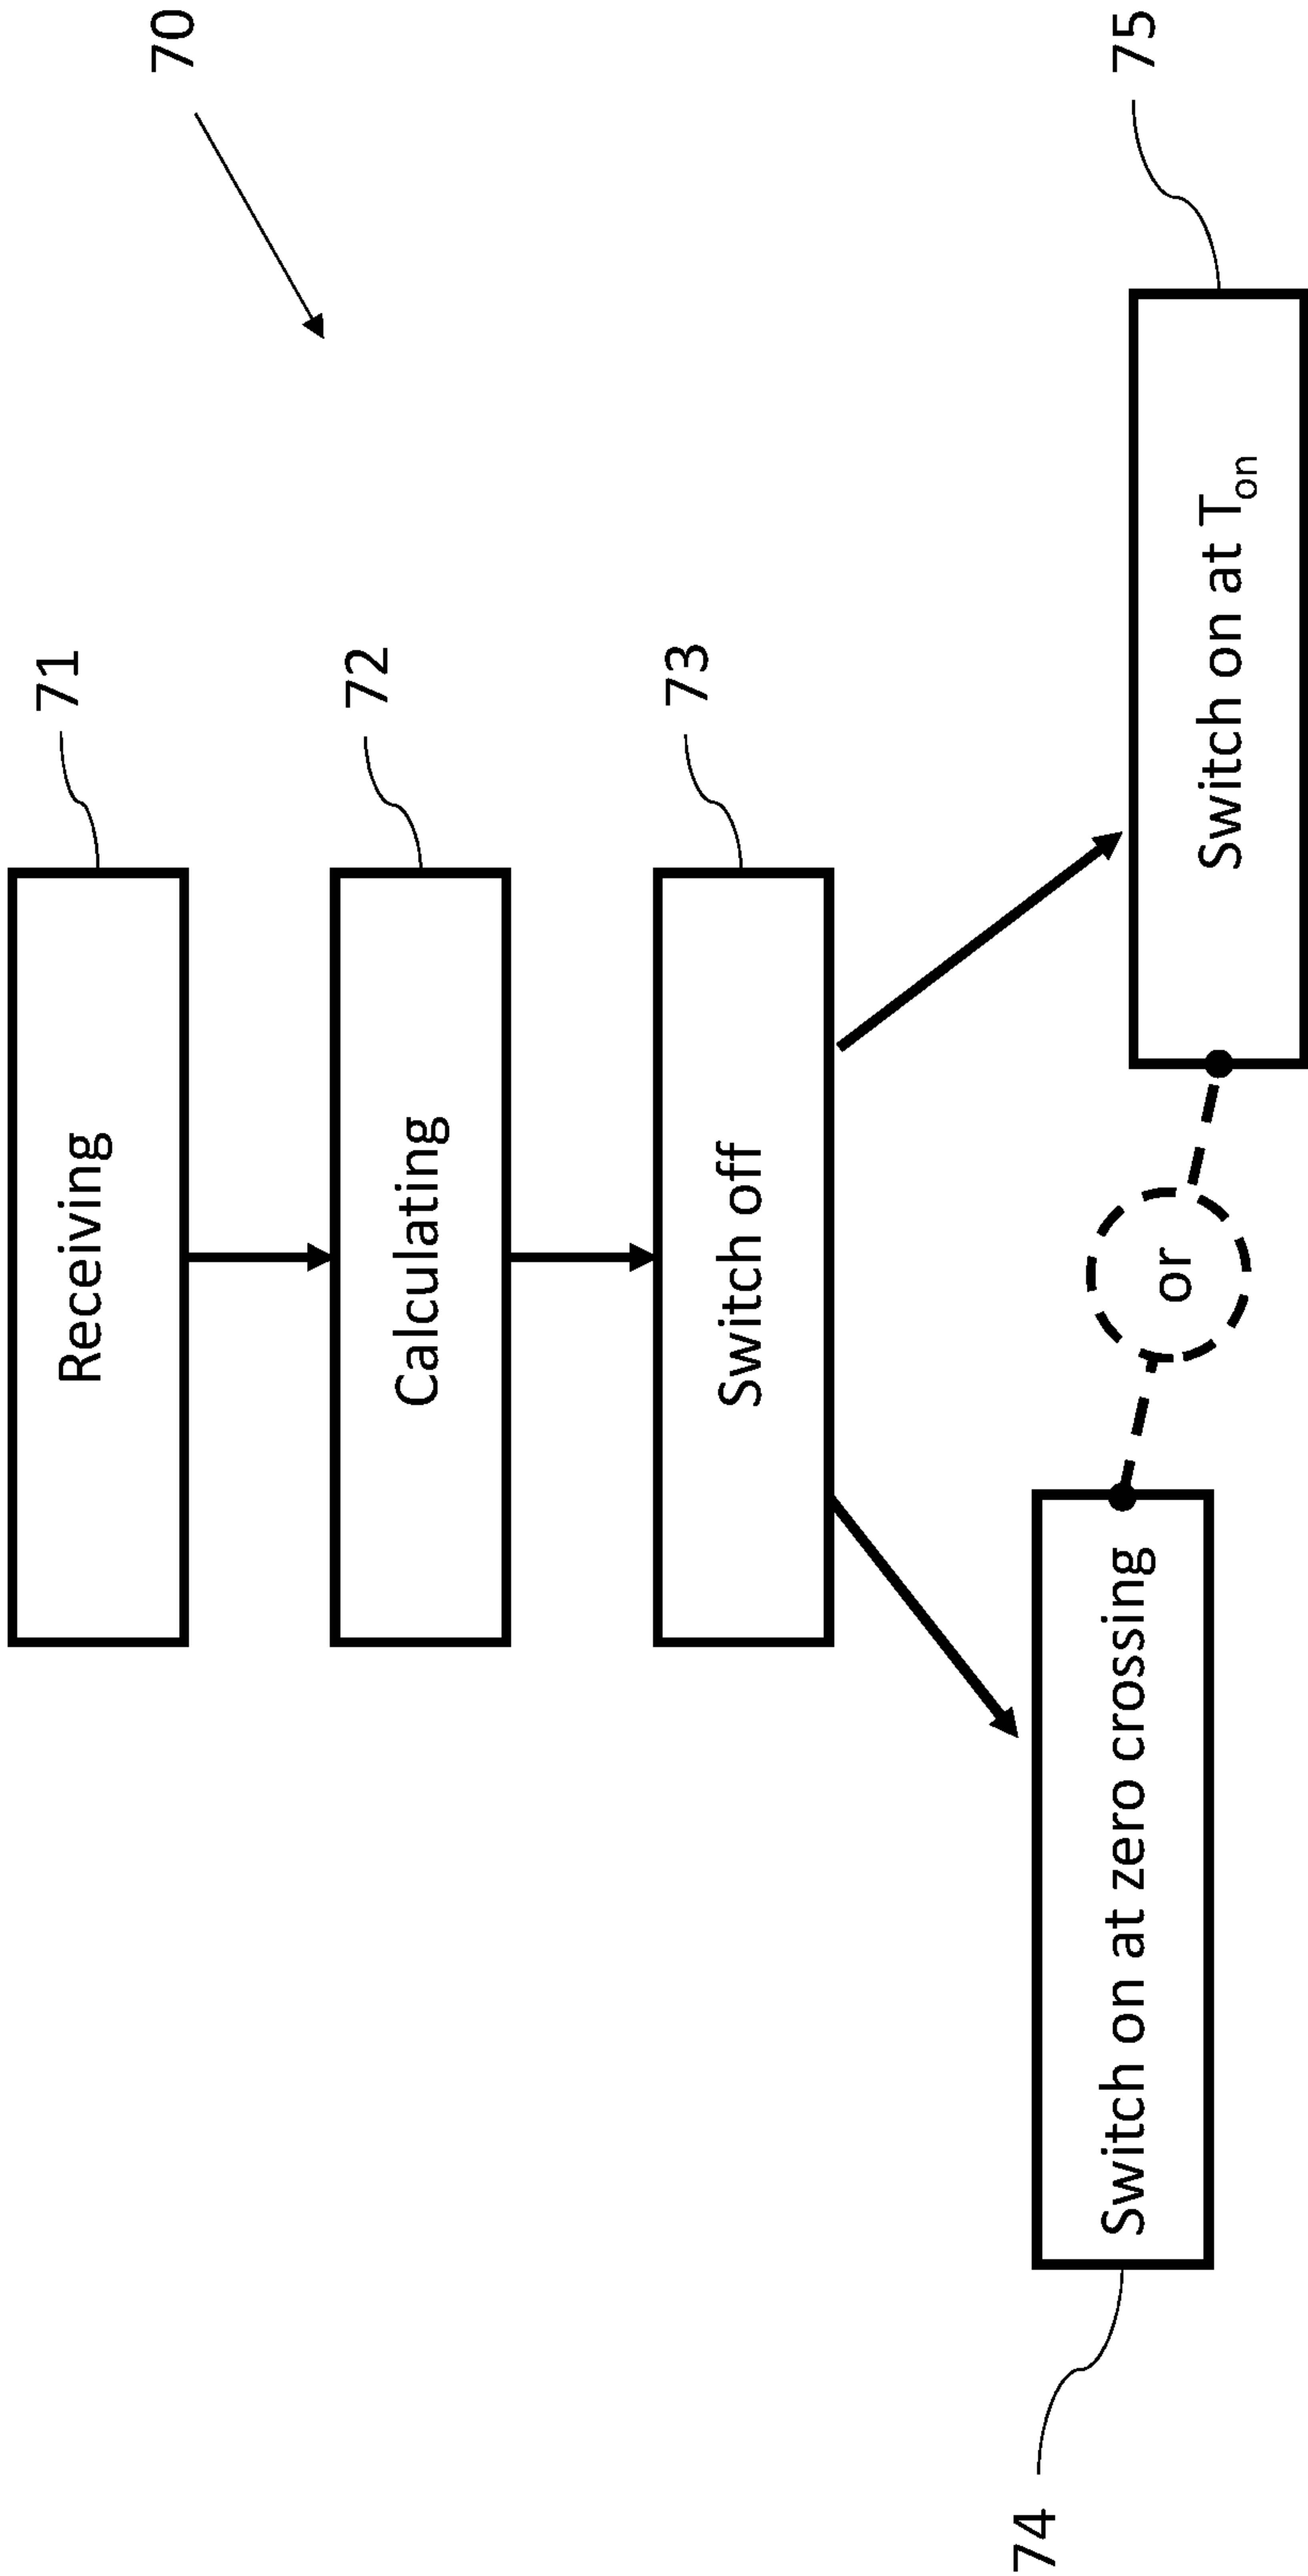 70
Receiving
71
Calculating
72
Switch off
73
Switch on at zero crossing
74
or
Switch on at Ton
75